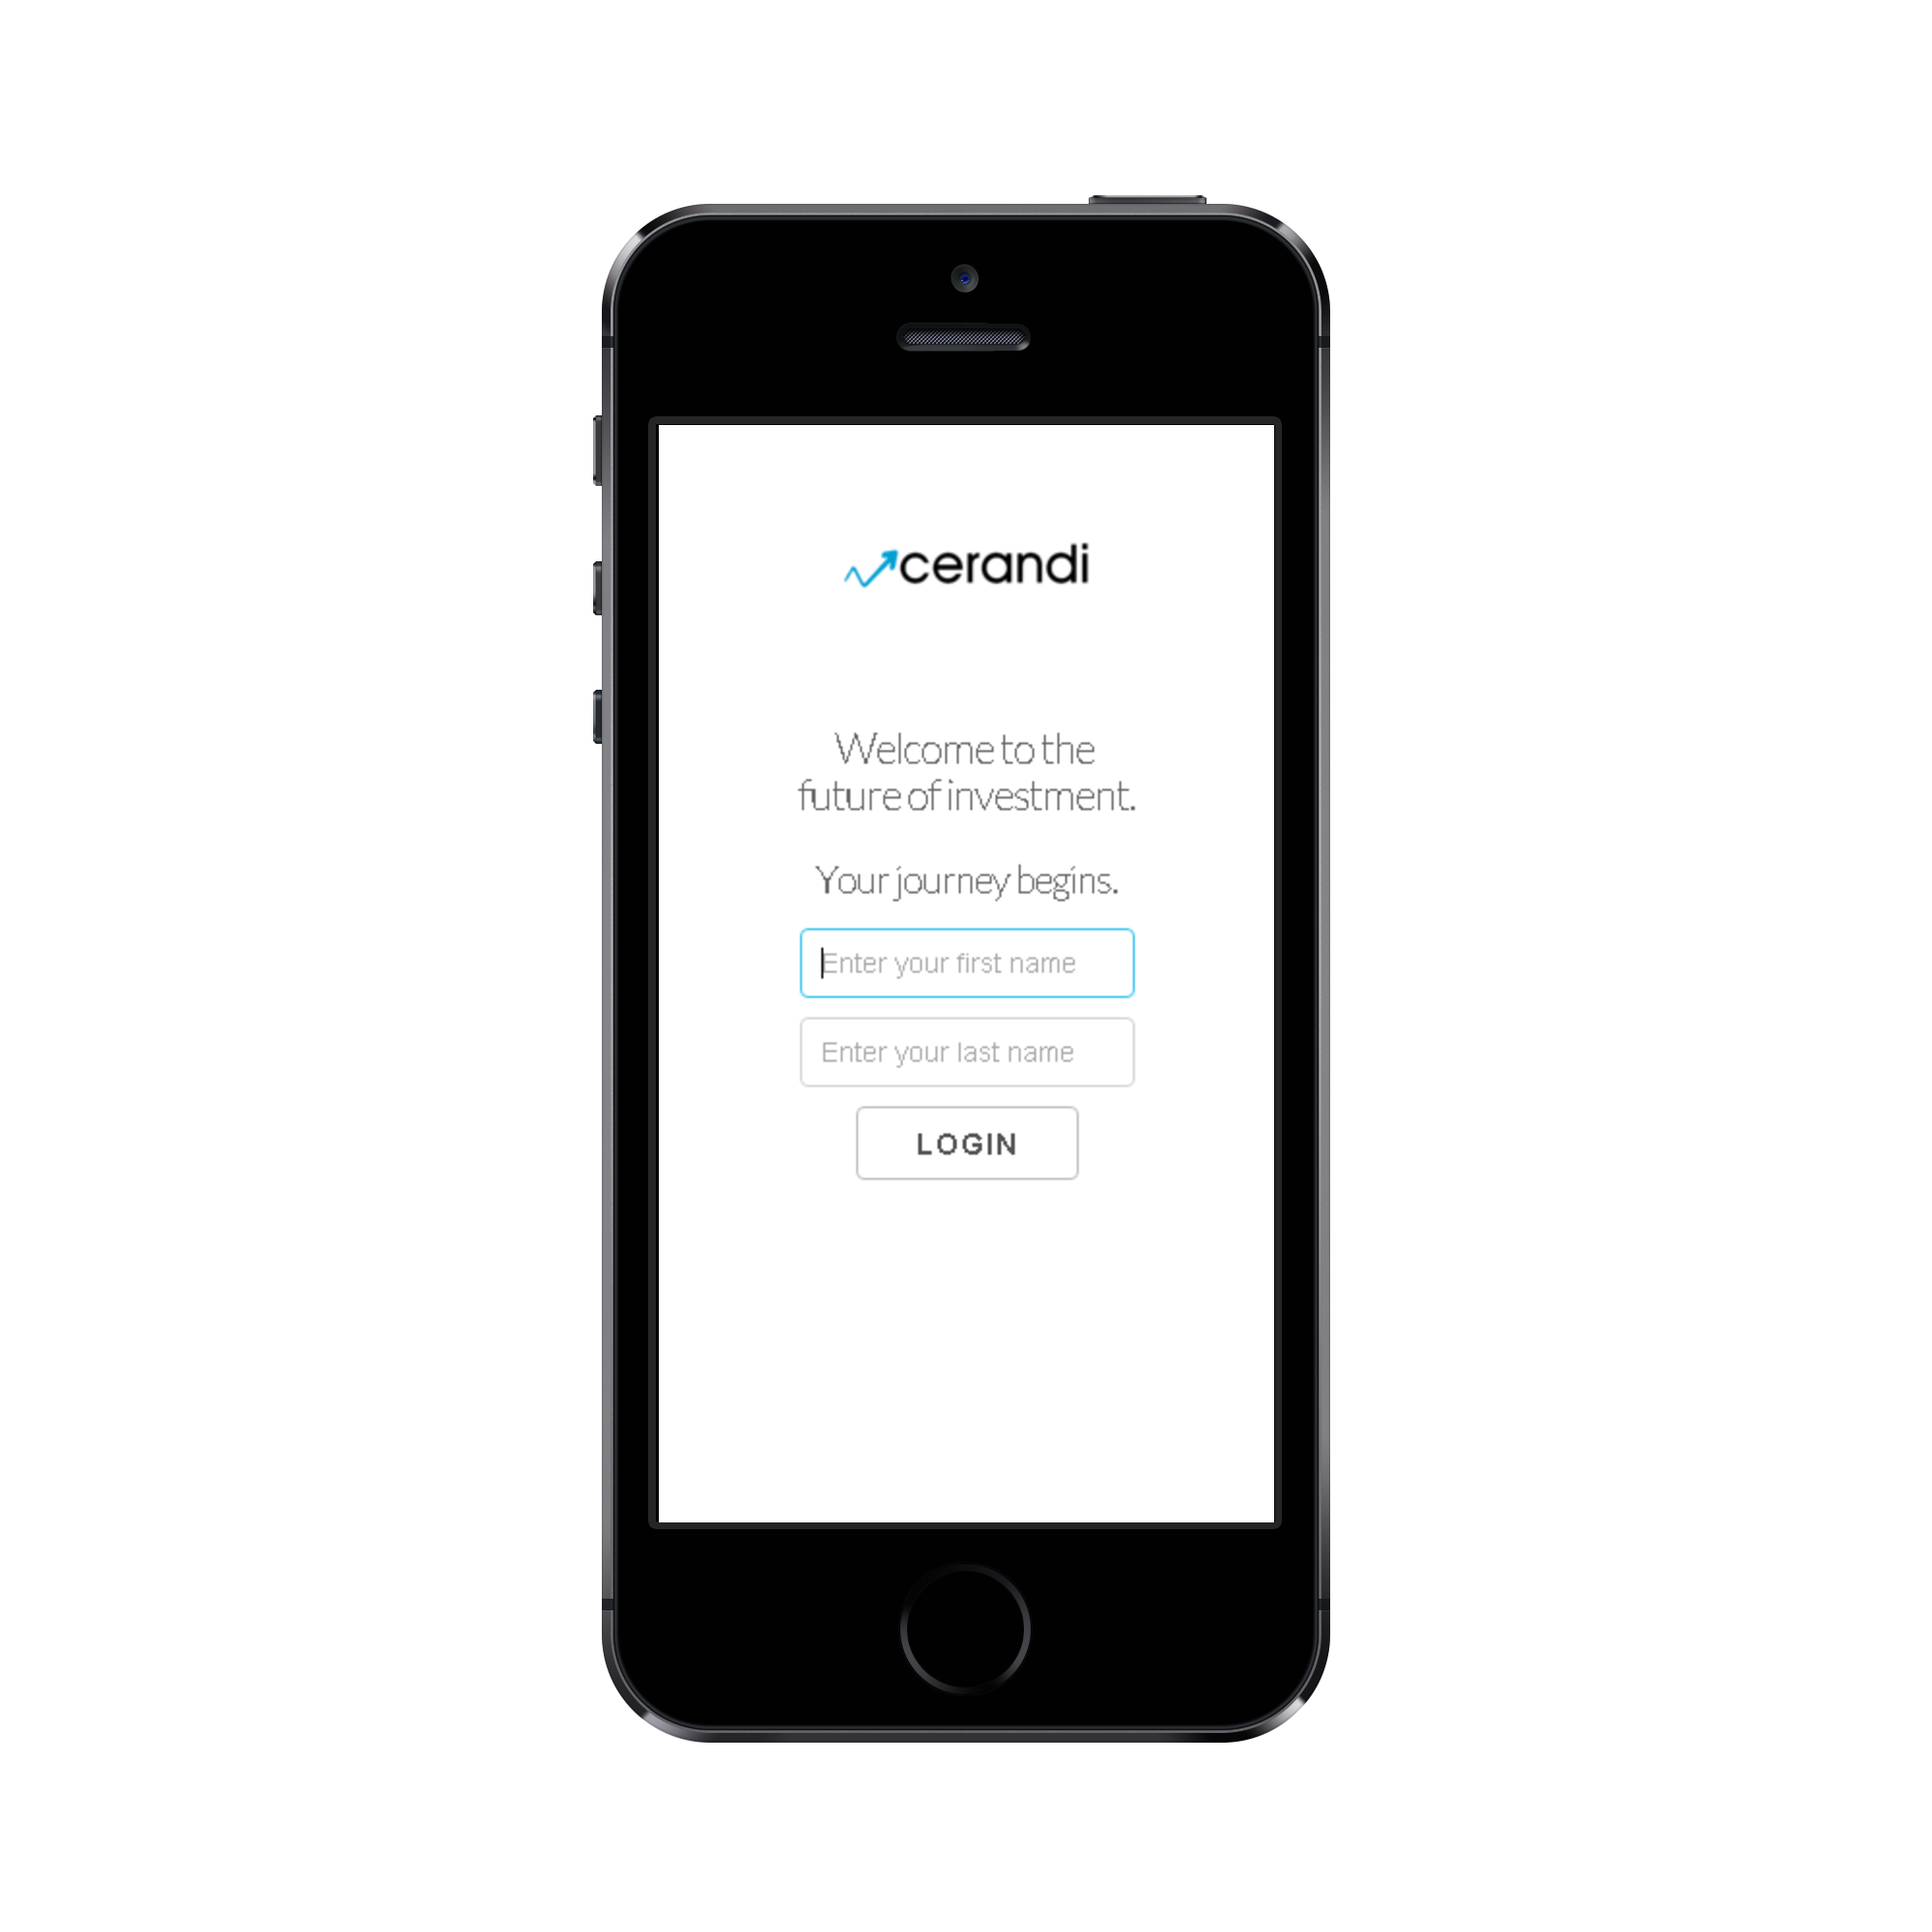 cerandi
Welcome to the
future of investment.
Your journey begins.
Enter your first name
Enter your last name
LOGIN